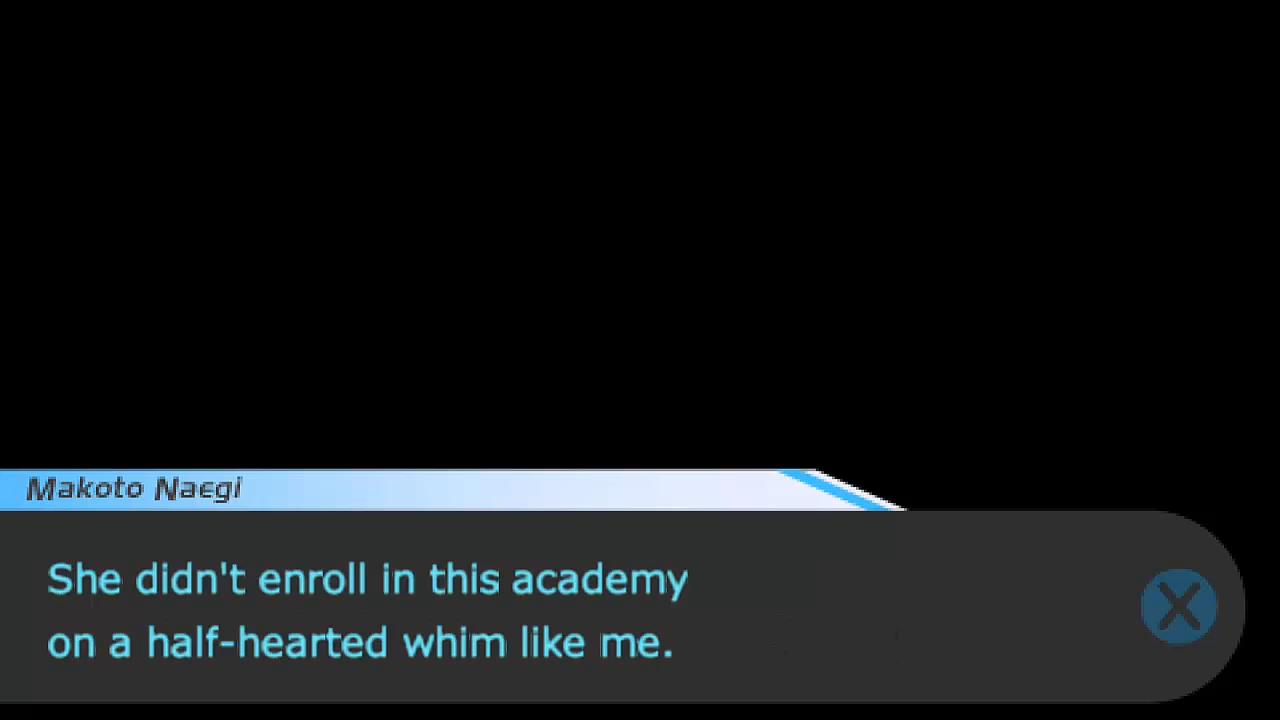 Makoto Naegi
She didn't enroll in this academy
on a half-hearted whim like me.